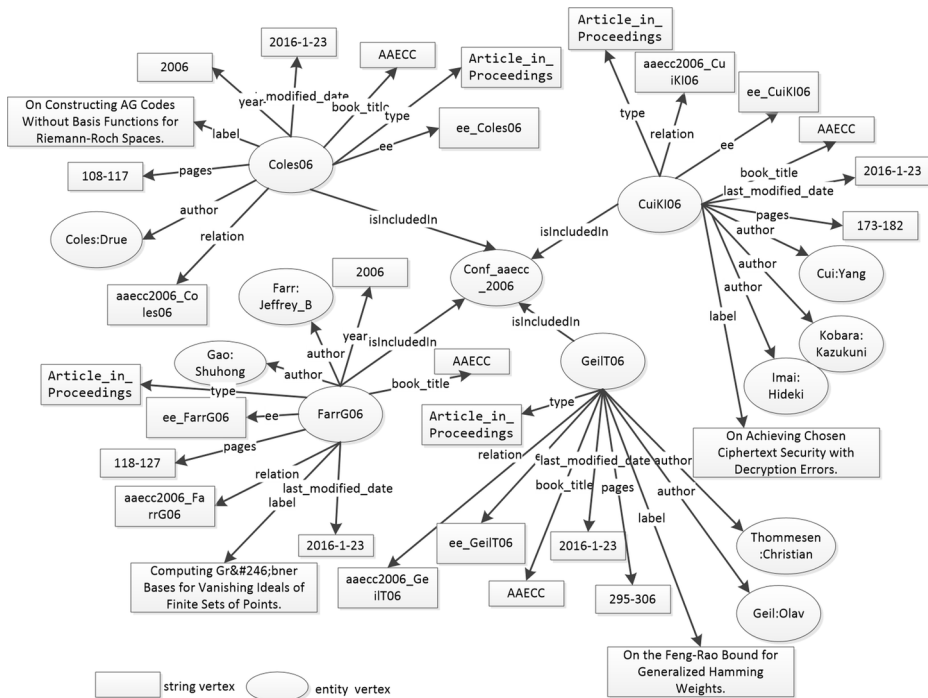 Article_in_
Proceedings
2016-1-23
2006
AAECC
Article_in_
Proceedings
aaecc2006_Cu
iKI06
ee_CuiKI06
year
_modified_date
book_title
type
type
On Constructing AG Codes
Without Basis Functions for
Riemann-Roch Spaces.
label
ee_Coles06
relation
AAECC
ee
ee
Coles06
book_title
2016-1-23
108-117
pages
last_modified_date
CuiKI06
author
pages
173-182
author
Coles:Drue
isIncludedIn
isIncludedIn
Cui:Yang
relation
author
Conf_aaecc
_2006
author
aaecc2006_Co
les06
2006
Farr:
Jeffrey_B
label
Kobara:
Kazukuni
isIncludedIn
year
isIncludedIn
author
Gao:
Shuhong
AAECC
GeilT06
Imai:
Hideki
author
book_title
Article_in_
Proceedings
type
FarrG06
type
ee_FarrG06
ee
Article_in_
Proceedings
On Achieving Chosen
Ciphertext Security with
Decryption Errors.
pages
118-127
relation
e
last_modified_date
author
relation
last_modified_date
book_title
pages
author
aaecc2006_Fa
rrG06
label
label
Thommesen
:Christian
2016-1-23
ee_GeilT06
2016-1-23
Computing Gr&#246;bner
Bases for Vanishing Ideals of
Finite Sets of Points.
aaecc2006_Ge
ilT06
AAECC
295-306
Geil:Olav
On the Feng-Rao Bound for
Generalized Hamming
Weights.
string vertex
entity vertex